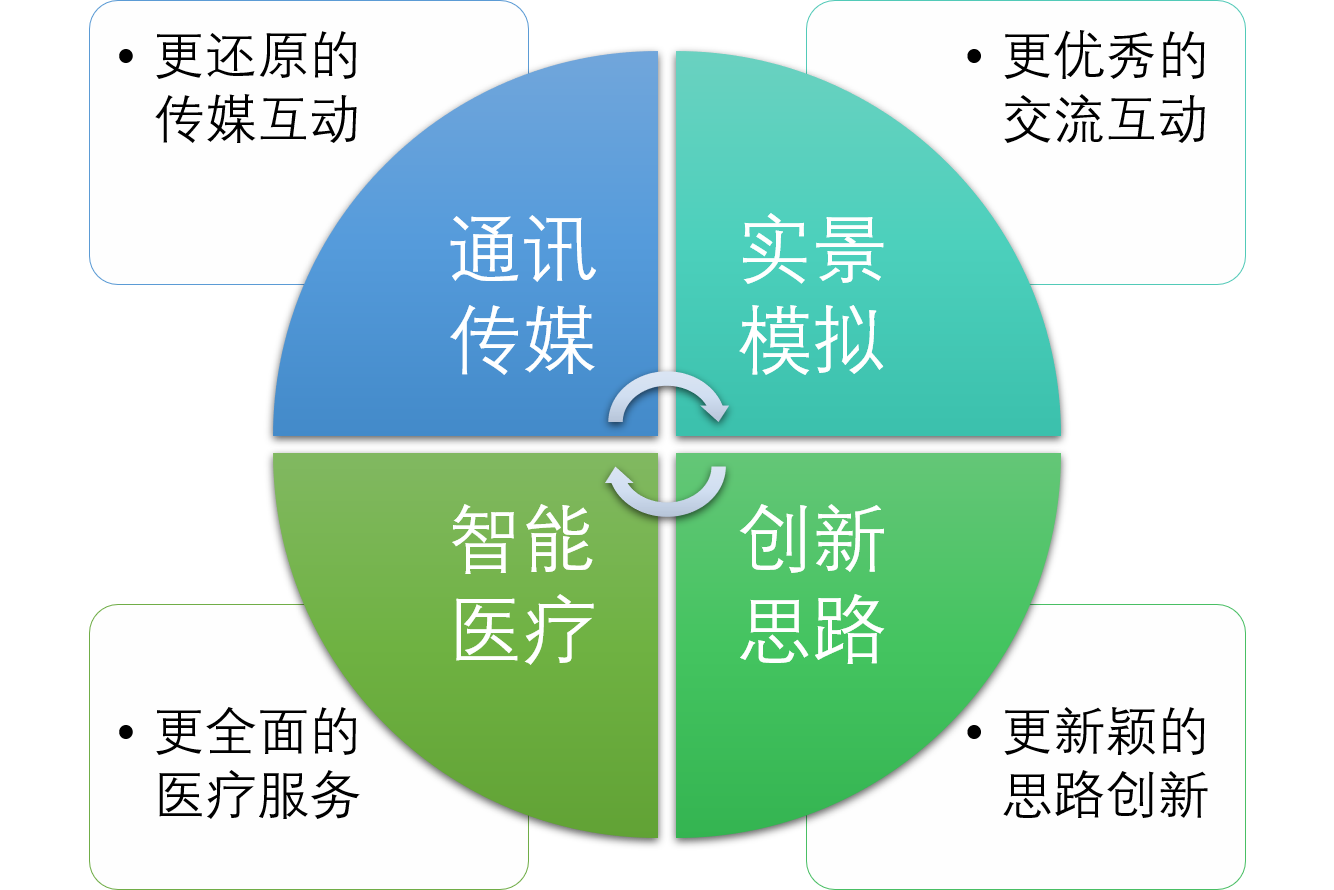 • 更还原的
传媒互动
• 更优秀的
交流互动
通讯
传媒
实景
模拟
智能
医疗
创新
思路
• 更全面的
医疗服务
• 更新颖的
思路创新